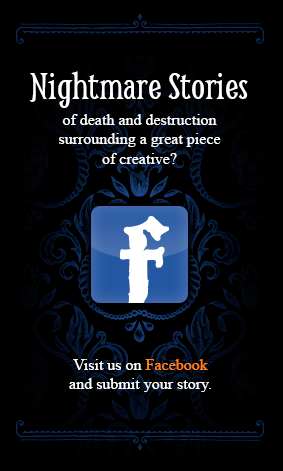 Nightmare Stories
of death and destruction
surrounding a great piece
of creative?
f
Visit us on Facebook
and submit your story.